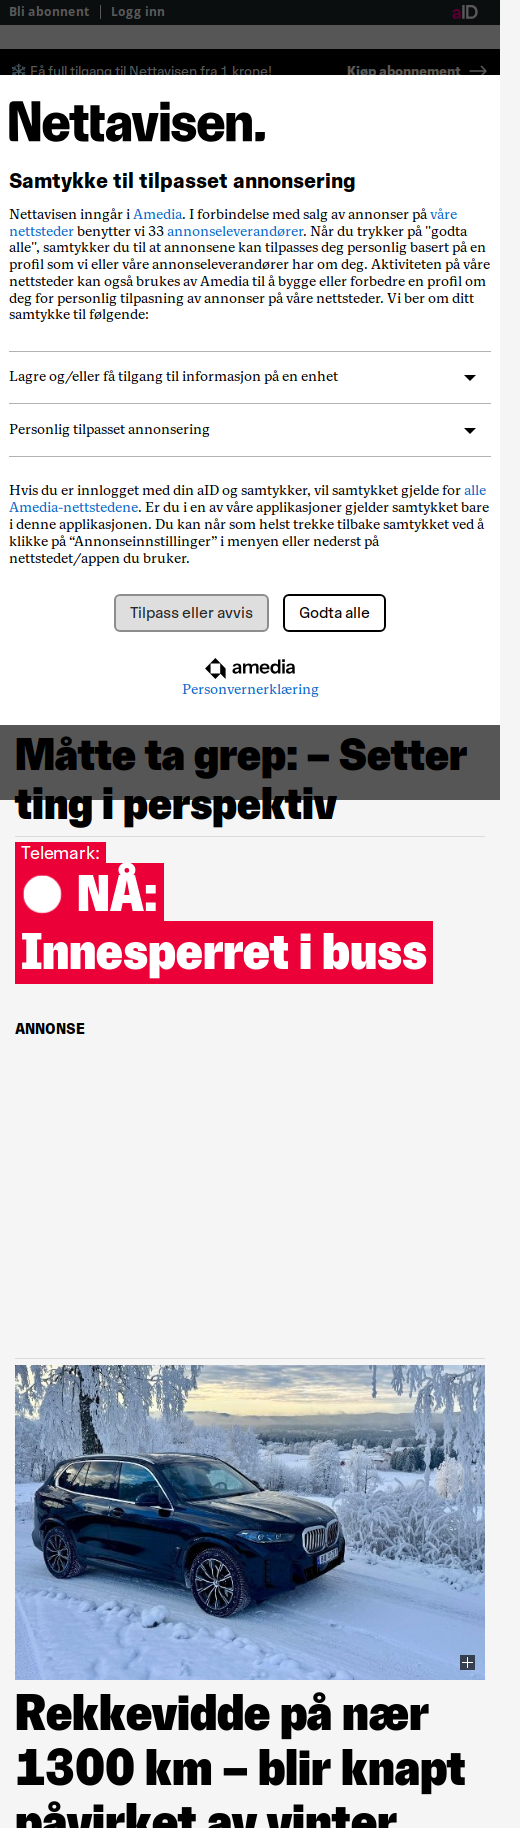 Bli abonnent | Logg inn
aID
Få full tilgang til Nettavisen fra 1 krone!
Kjøp abonnement →
Nettavisen.
Samtykke til tilpasset annonsering
Nettavisen inngår i Amedia. I forbindelse med salg av annonser på våre
nettsteder benytter vi 33 annonseleverandører. Når du trykker på "godta
alle", samtykker du til at annonsene kan tilpasses deg personlig basert på en
profil som vi eller våre annonseleverandører har om deg. Aktiviteten på våre
nettsteder kan også brukes av Amedia til å bygge eller forbedre en profil om
deg for personlig tilpasning av annonser på våre nettsteder. Vi ber om ditt
samtykke til følgende:
Lagre og/eller få tilgang til informasjon på en enhet
Personlig tilpasset annonsering
Hvis du er innlogget med din aID og samtykker, vil samtykket gjelde for alle
Amedia-nettstedene. Er du i en av våre applikasjoner gjelder samtykket bare
i denne applikasjonen. Du kan når som helst trekke tilbake samtykket ved å
klikke på “Annonseinnstillinger” i menyen eller nederst på
nettstedet/appen du bruker.
Tilpass eller avvis
Godta alle
amedia
Personvernerklæring
Måtte ta grep: – Setter
ting i perspektiv
Telemark:
NÅ:
Innesperret i buss
ANNONSE
Rekkevidde på nær
1300 km – blir knapt
påvirket av vinter